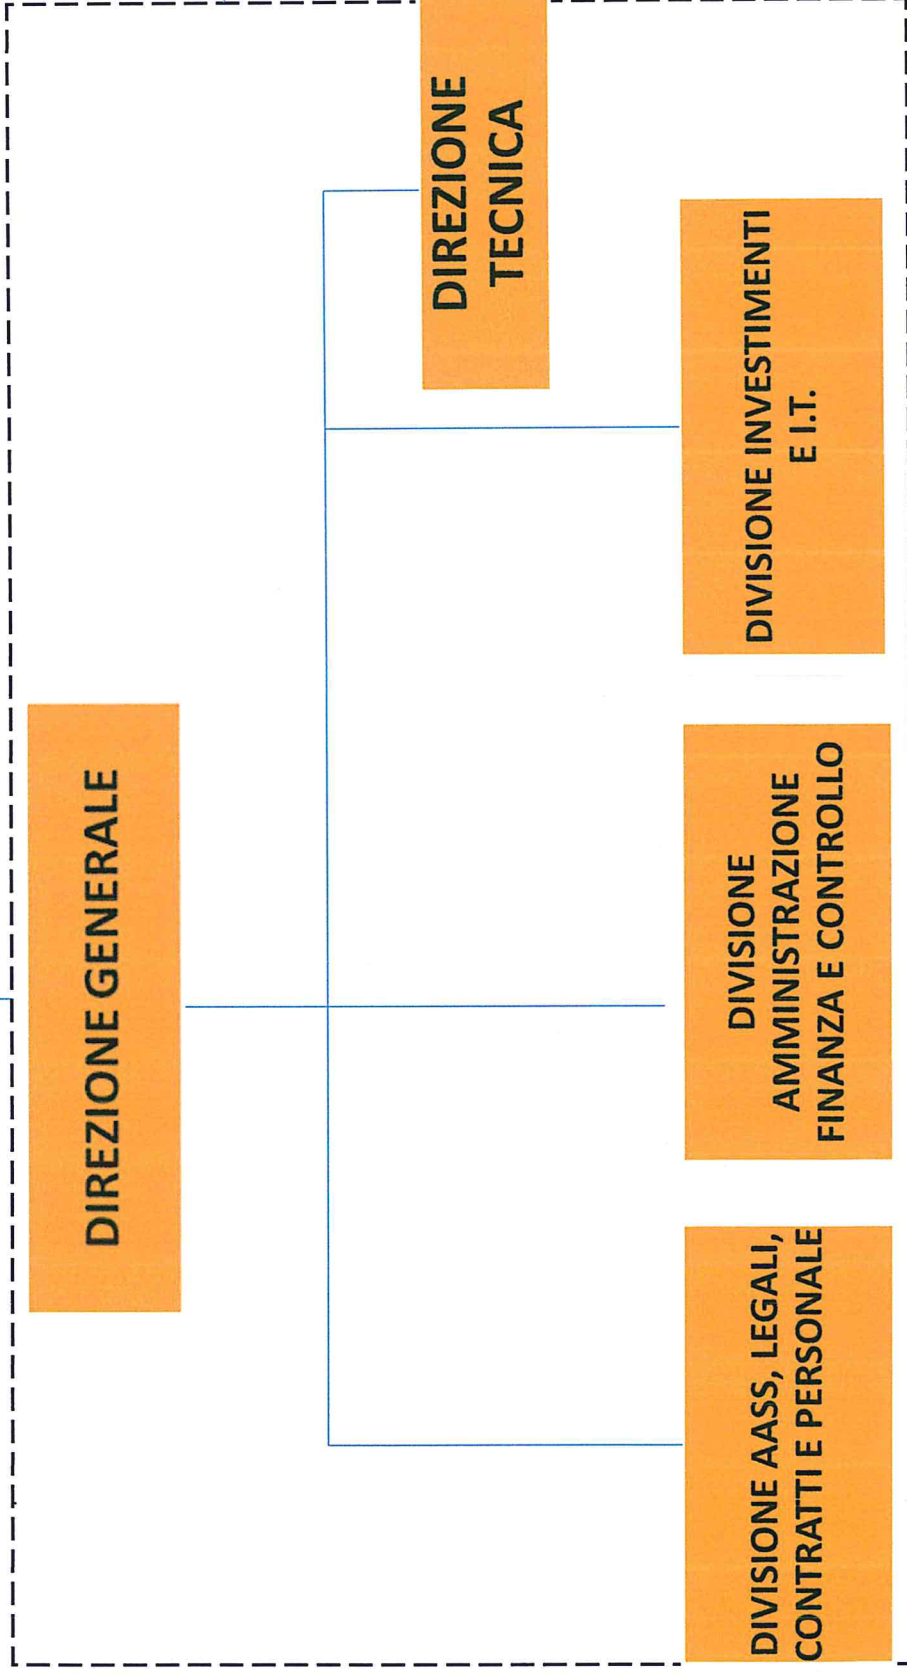 DIREZIONE GENERALE
DIREZIONE
TECNICA
DIVISIONE AASS, LEGALI,
CONTRATTI E PERSONALE
DIVISIONE
AMMINISTRAZIONE
FINANZA E CONTROLLO
DIVISIONE INVESTIMENTI
E I.T.